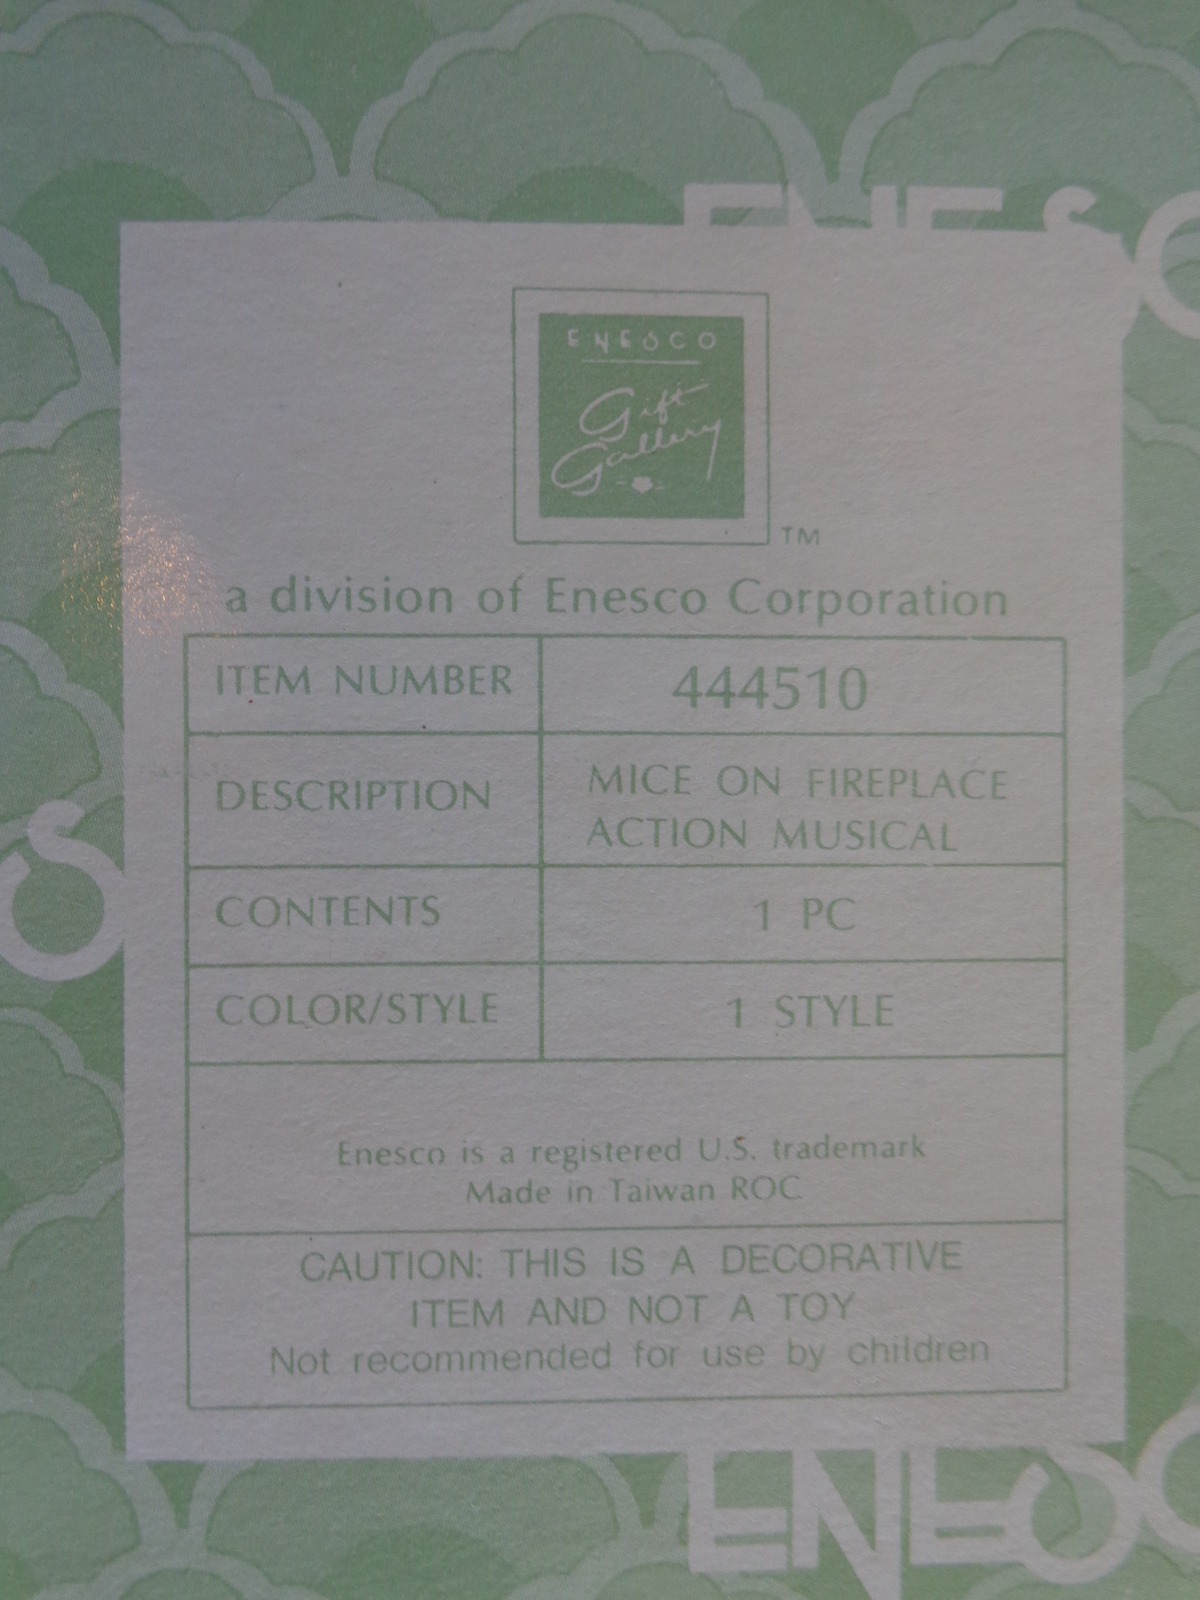 ENESC
ENESCO
Gift
Gallery
TM
a division of Enesco Corporation
ITEM NUMBER 444510
DESCRIPTION MICE ON FIREPLACE
ACTION MUSICAL
CONTENTS 1 PC
COLOR/STYLE 1 STYLE
Enesco is a registered U.S. trademark
Made in Taiwan ROC
CAUTION: THIS IS A DECORATIVE
ITEM AND NOT A TOY
Not recommended for use by children
ENESC